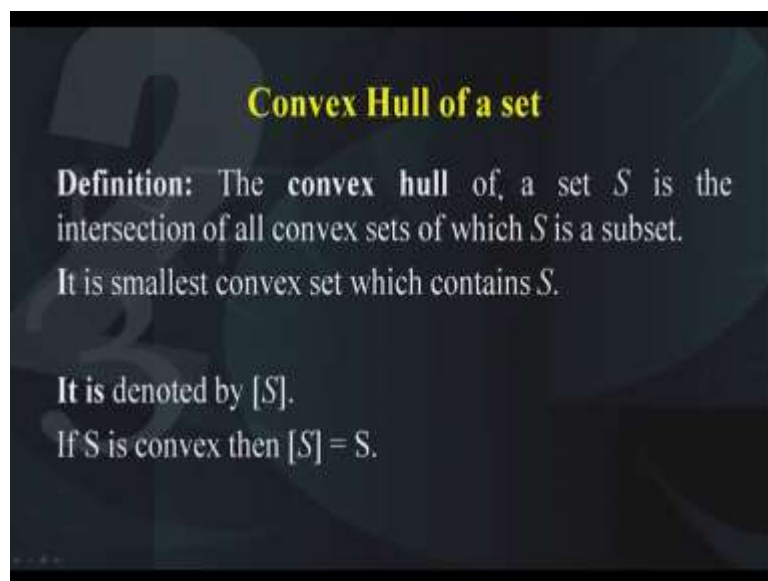 Convex Hull of a set
Definition: The convex hull of, a set S is the
intersection of all convex sets of which S is a subset.
It is smallest convex set which contains S.
It is denoted by [S].
If S is convex then [S] = S.